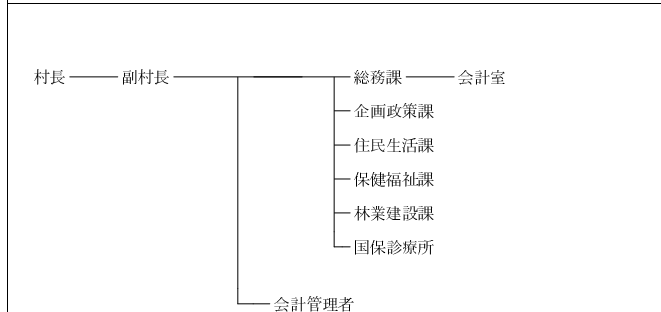 村長 副村長 総務課 会計室
企画政策課
住民生活課
保健福祉課
林業建設課
国保診療所
会計管理者